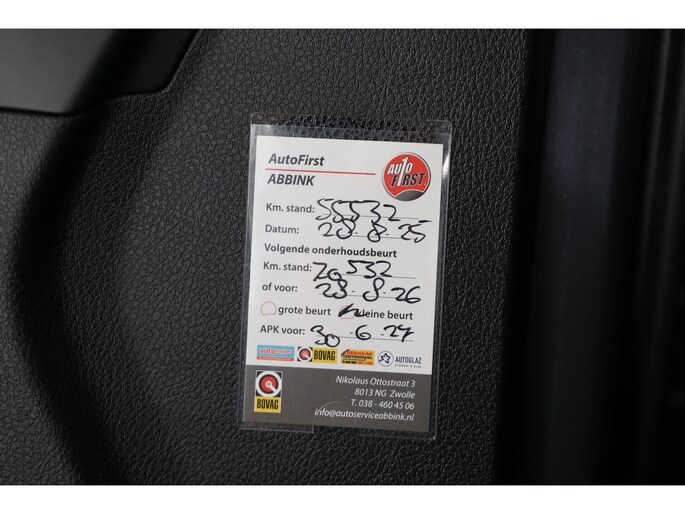 AutoFirst
ABBINK
AUTO FIRST
Km. stand: 55532
Datum: 28-8-25
Volgende onderhoudsbeurt
Km. stand: 70532
of voor: 28-8-26
grote beurt kleine beurt
APK voor: 30-6-27
BOVAG
AUTOGLAZ
Nikolaus Ottostraat 3
8013 NG Zwolle
BOVAG
T. 038 - 460 45 06
info@autoserviceabbink.nl